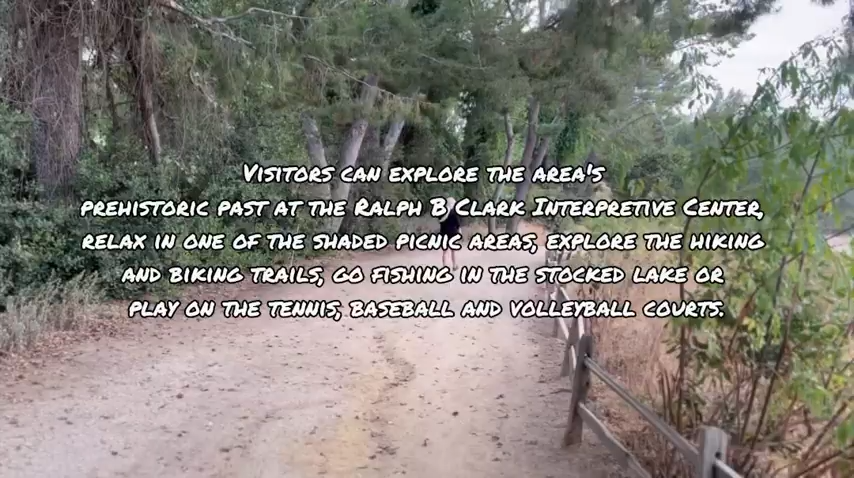 Visitors can explore the area's
prehistoric past at the Ralph B Clark Interpretive Center,
relax in one of the shaded picnic areas, explore the hiking
and biking trails, go fishing in the stocked lake or
play on the tennis, baseball and volleyball courts.